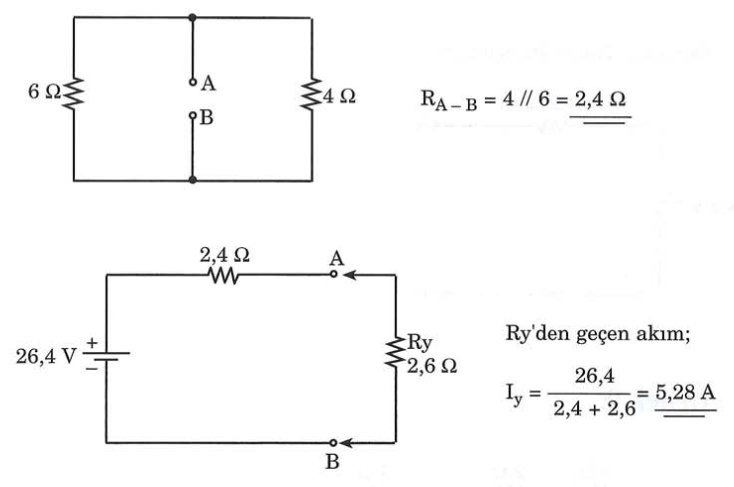 A
6 Ω
4 Ω
B
R_A – B = 4 // 6 = 2,4 Ω
2,4 Ω
A
+
26,4 V
–
Ry
2,6 Ω
B
Ry'den geçen akım;
I_y = 26,4 / 2,4 + 2,6 = 5,28 A